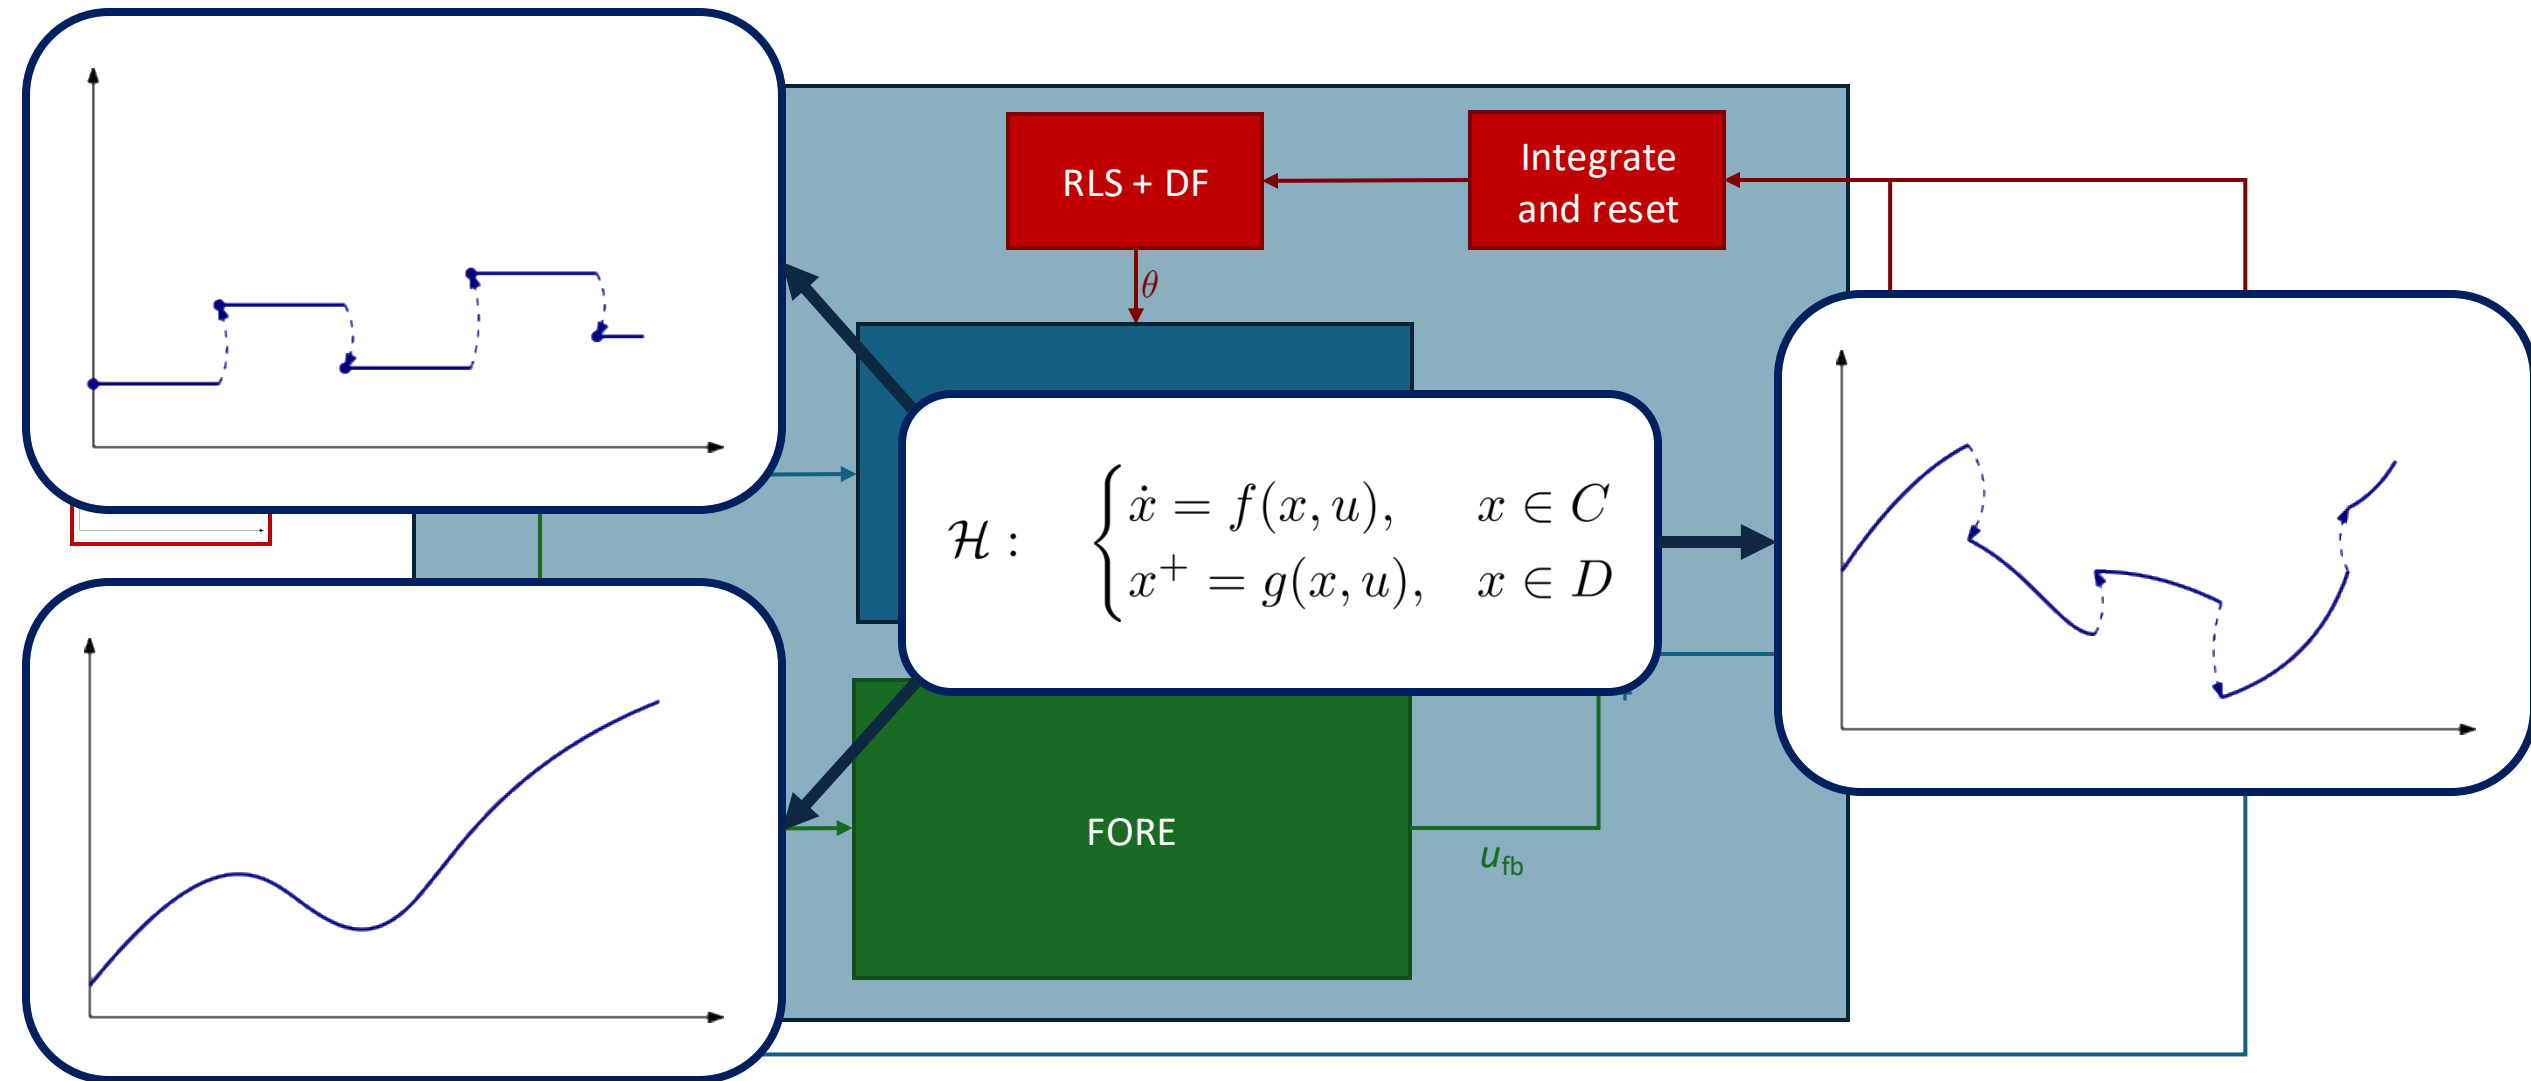 RLS + DF
Integrate
and reset
θ
ℋ : { ẋ = f(x, u), x ∈ C
x⁺ = g(x, u), x ∈ D
FORE
u_fb